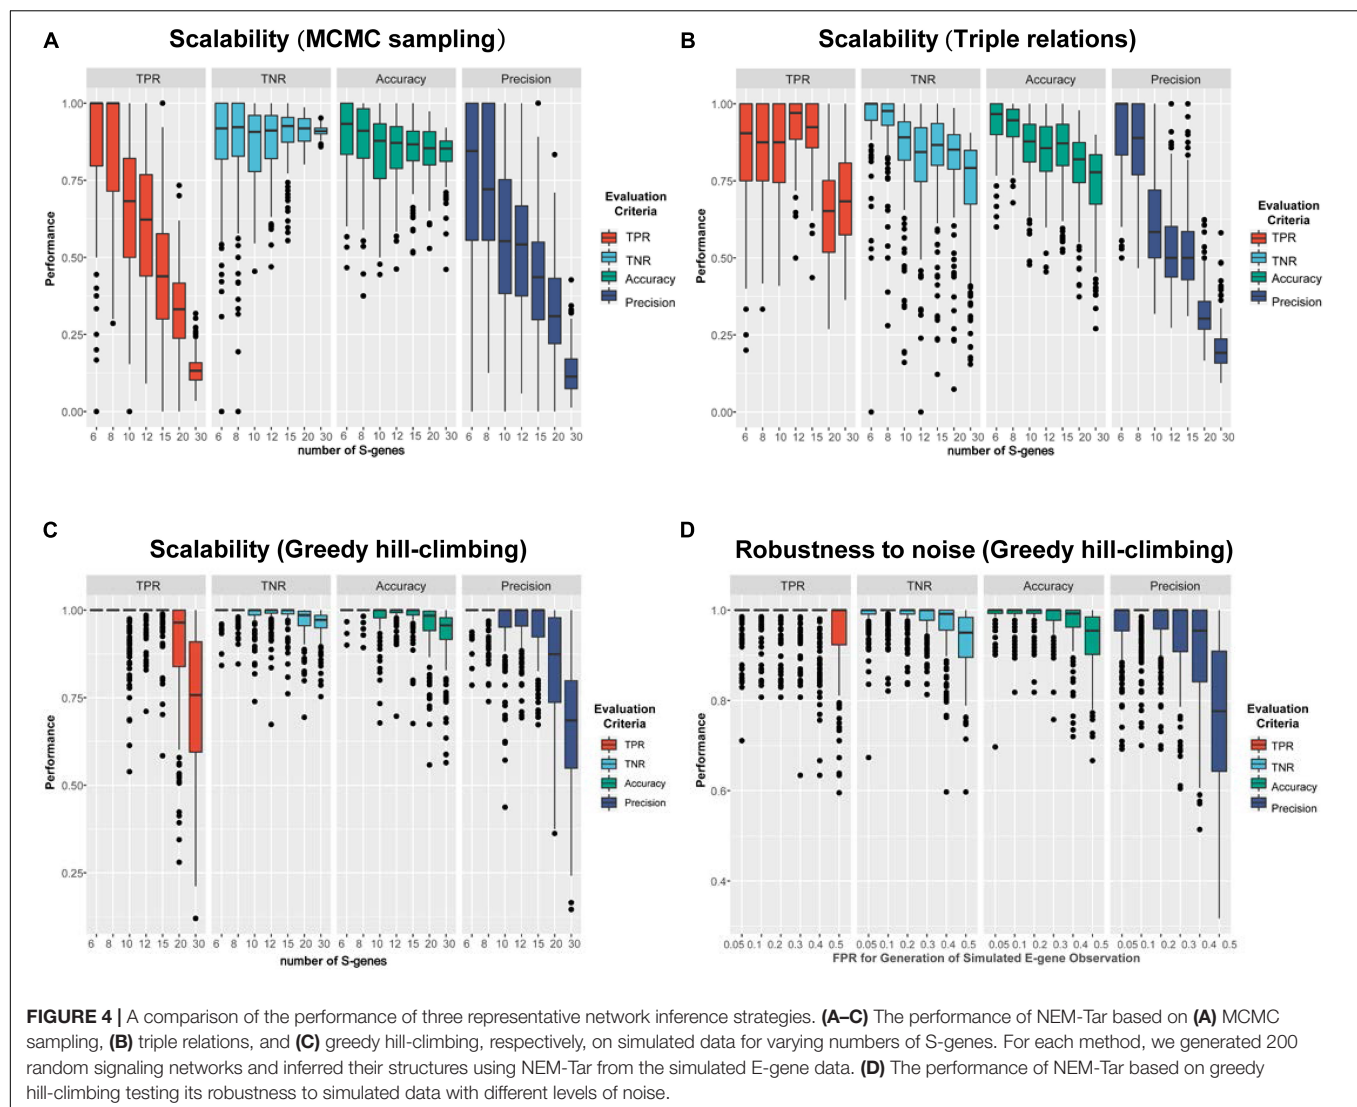 A
Scalability (MCMC sampling)
TPR TNR Accuracy Precision
Performance
1.00
0.75
0.50
0.25
0.00
6 8 10 12 15 20 30 6 8 10 12 15 20 30 6 8 10 12 15 20 30 6 8 10 12 15 20 30
number of S-genes
Evaluation
Criteria
TPR
TNR
Accuracy
Precision
B
Scalability (Triple relations)
TPR TNR Accuracy Precision
Performance
1.00
0.75
0.50
0.25
0.00
6 8 10 12 15 20 30 6 8 10 12 15 20 30 6 8 10 12 15 20 30 6 8 10 12 15 20 30
number of S-genes
Evaluation
Criteria
TPR
TNR
Accuracy
Precision
C
Scalability (Greedy hill-climbing)
TPR TNR Accuracy Precision
Performance
1.00
0.75
0.50
0.25
6 8 10 12 15 20 30 6 8 10 12 15 20 30 6 8 10 12 15 20 30 6 8 10 12 15 20 30
number of S-genes
Evaluation
Criteria
TPR
TNR
Accuracy
Precision
D
Robustness to noise (Greedy hill-climbing)
TPR TNR Accuracy Precision
Performance
1.0
0.8
0.6
0.4
0.05 0.1 0.2 0.3 0.4 0.5 0.05 0.1 0.2 0.3 0.4 0.5 0.05 0.1 0.2 0.3 0.4 0.5 0.05 0.1 0.2 0.3 0.4 0.5
FPR for Generation of Simulated E-gene Observation
Evaluation
Criteria
TPR
TNR
Accuracy
Precision
FIGURE 4 | A comparison of the performance of three representative network inference strategies. (A–C) The performance of NEM-Tar based on (A) MCMC
sampling, (B) triple relations, and (C) greedy hill-climbing, respectively, on simulated data for varying numbers of S-genes. For each method, we generated 200
random signaling networks and inferred their structures using NEM-Tar from the simulated E-gene data. (D) The performance of NEM-Tar based on greedy
hill-climbing testing its robustness to simulated data with different levels of noise.